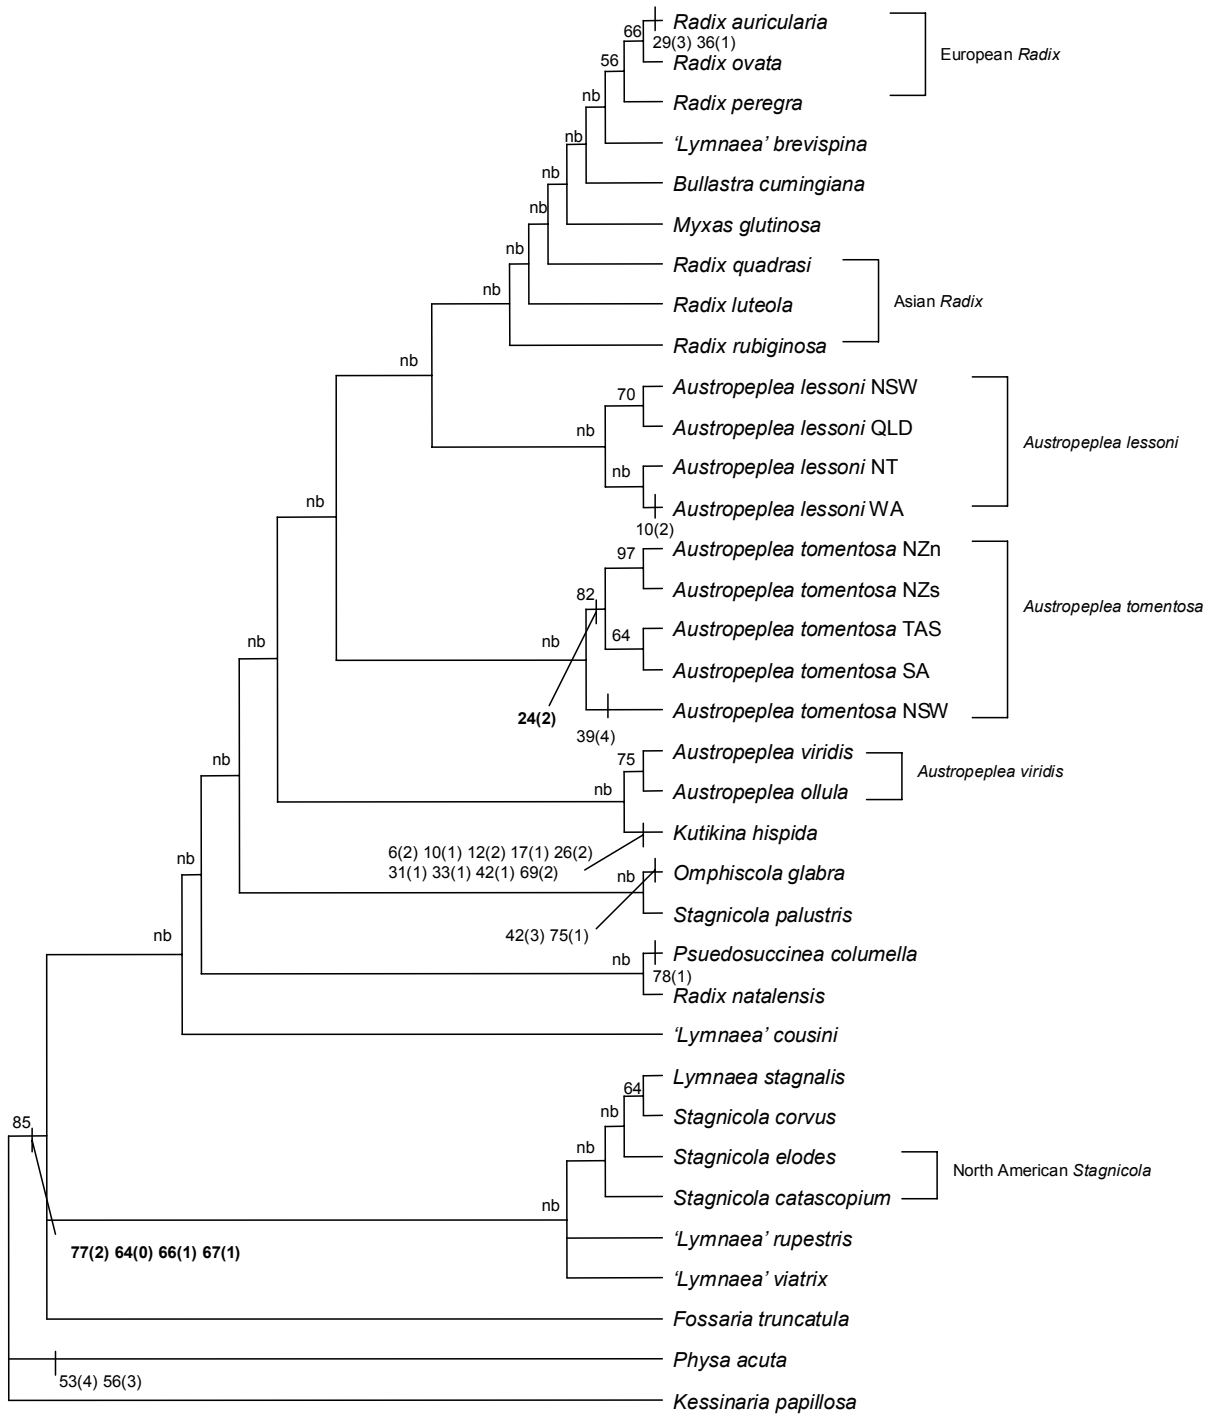 Radix auricularia
66
29(3) 36(1)
European Radix
56
Radix ovata
nb
Radix peregra
nb
'Lymnaea' brevispina
nb
Bullastra cumingiana
nb
Myxas glutinosa
nb
Radix quadrasi
nb
Radix luteola
Asian Radix
Radix rubiginosa
nb
70
Austropeplea lessoni NSW
nb
Austropeplea lessoni QLD
Austropeplea lessoni
nb
Austropeplea lessoni NT
nb
Austropeplea lessoni WA
10(2)
97
Austropeplea tomentosa NZn
82
Austropeplea tomentosa NZs
Austropeplea tomentosa
nb
64
Austropeplea tomentosa TAS
nb
Austropeplea tomentosa SA
24(2)
39(4)
Austropeplea tomentosa NSW
nb
75
Austropeplea viridis
Austropeplea viridis
nb
Austropeplea ollula
Kutikina hispida
6(2) 10(1) 12(2) 17(1) 26(2)
31(1) 33(1) 42(1) 69(2)
nb
nb
Omphiscola glabra
Stagnicola palustris
42(3) 75(1)
nb
nb
Psuedosuccinea columella
78(1)
Radix natalensis
'Lymnaea' cousini
64
Lymnaea stagnalis
nb
Stagnicola corvus
85
nb
Stagnicola elodes
North American Stagnicola
Stagnicola catascopium
nb
77(2) 64(0) 66(1) 67(1)
'Lymnaea' rupestris
'Lymnaea' viatrix
Fossaria truncatula
Physa acuta
53(4) 56(3)
Kessinaria papillosa